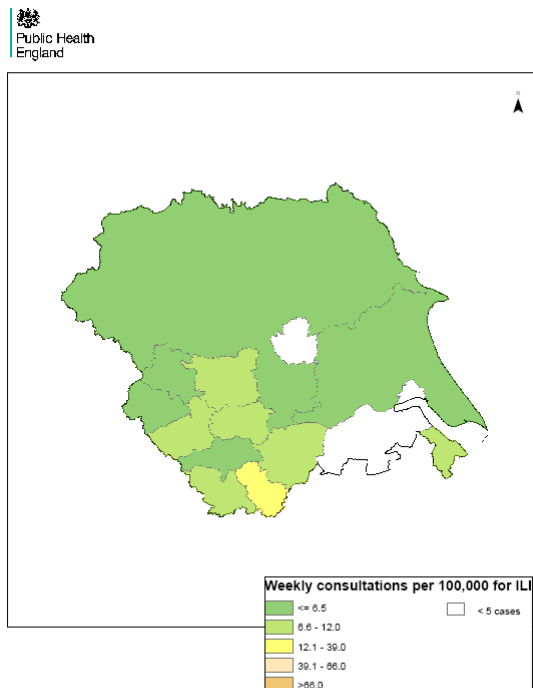 Public Health
England
N
Weekly consultations per 100,000 for ILI
<= 6.5
< 5 cases
6.6 - 12.0
12.1 - 39.0
39.1 - 66.0
>66.0